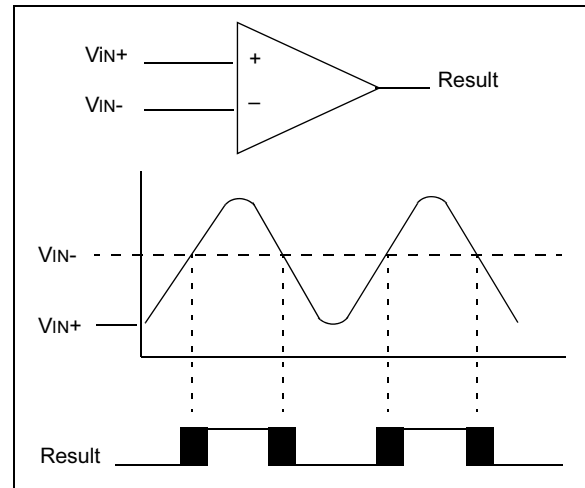 VIN+
+
Result
VIN-
–
VIN-
VIN+
Result